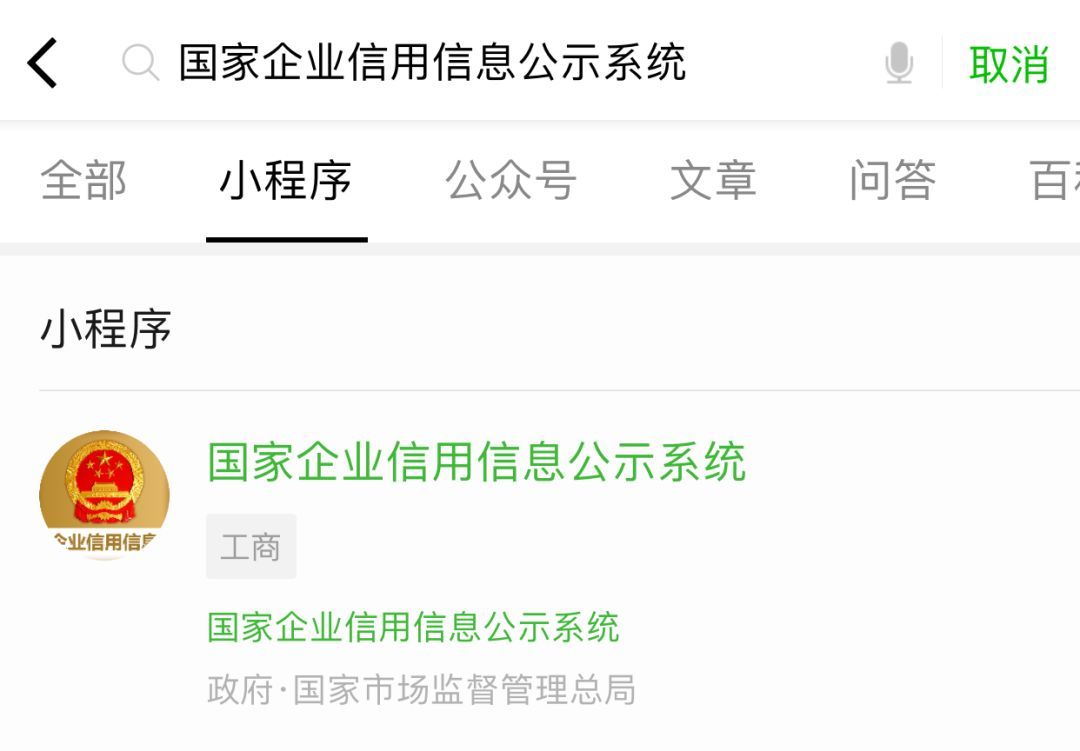 国家企业信用信息公示系统 取消
全部 小程序 公众号 文章 问答 百
小程序
国家企业信用信息公示系统
企业信用信息
工商
国家企业信用信息公示系统
政府·国家市场监督管理总局